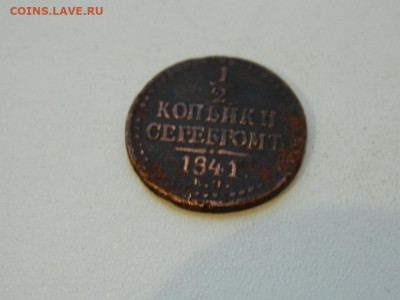 COINS.LAVE.RU
1/2
КОПѢЙКИ
СЕРЕБРОМЪ
1841